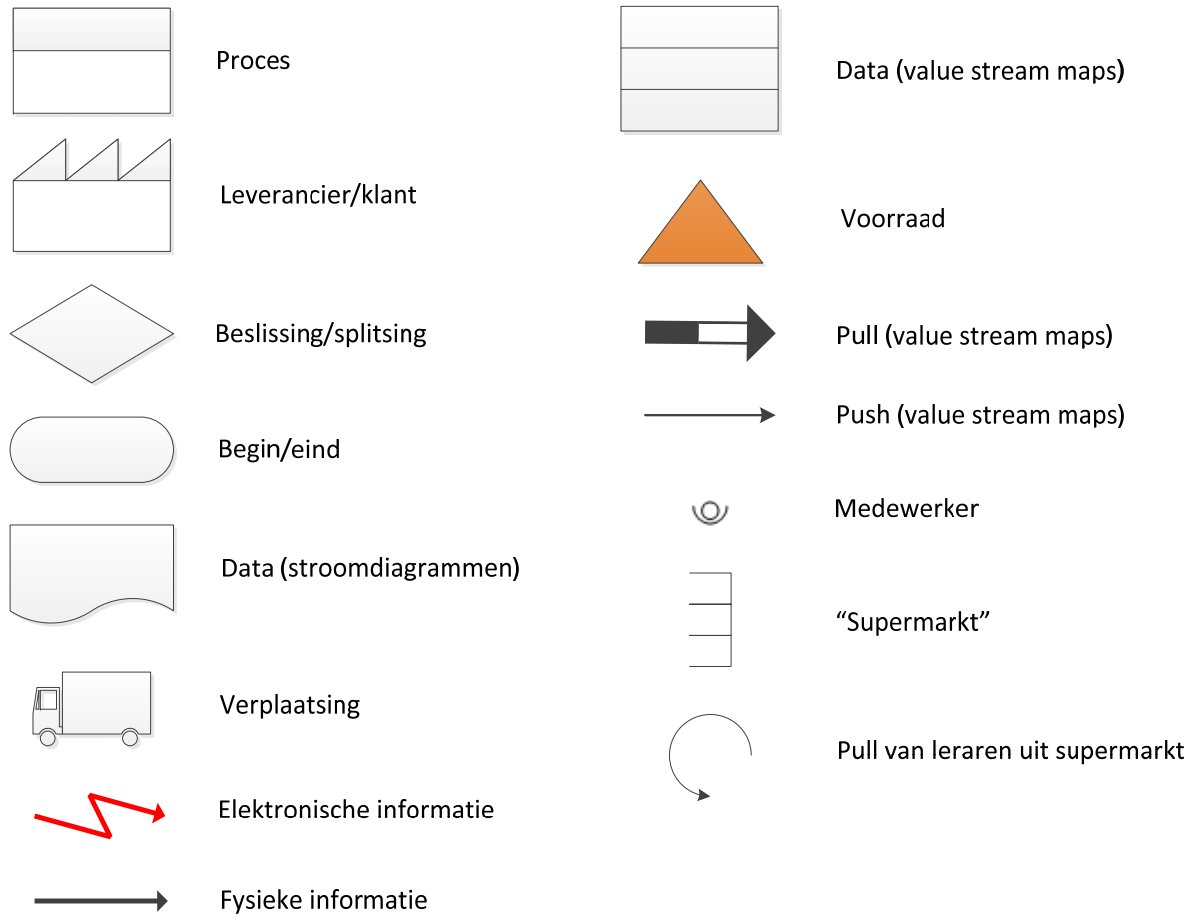 Proces
Leverancier/klant
Beslissing/splitsing
Begin/eind
Data (stroomdiagrammen)
Verplaatsing
Elektronische informatie
Fysieke informatie
Data (value stream maps)
Voorraad
Pull (value stream maps)
Push (value stream maps)
Medewerker
“Supermarkt”
Pull van leraren uit supermarkt